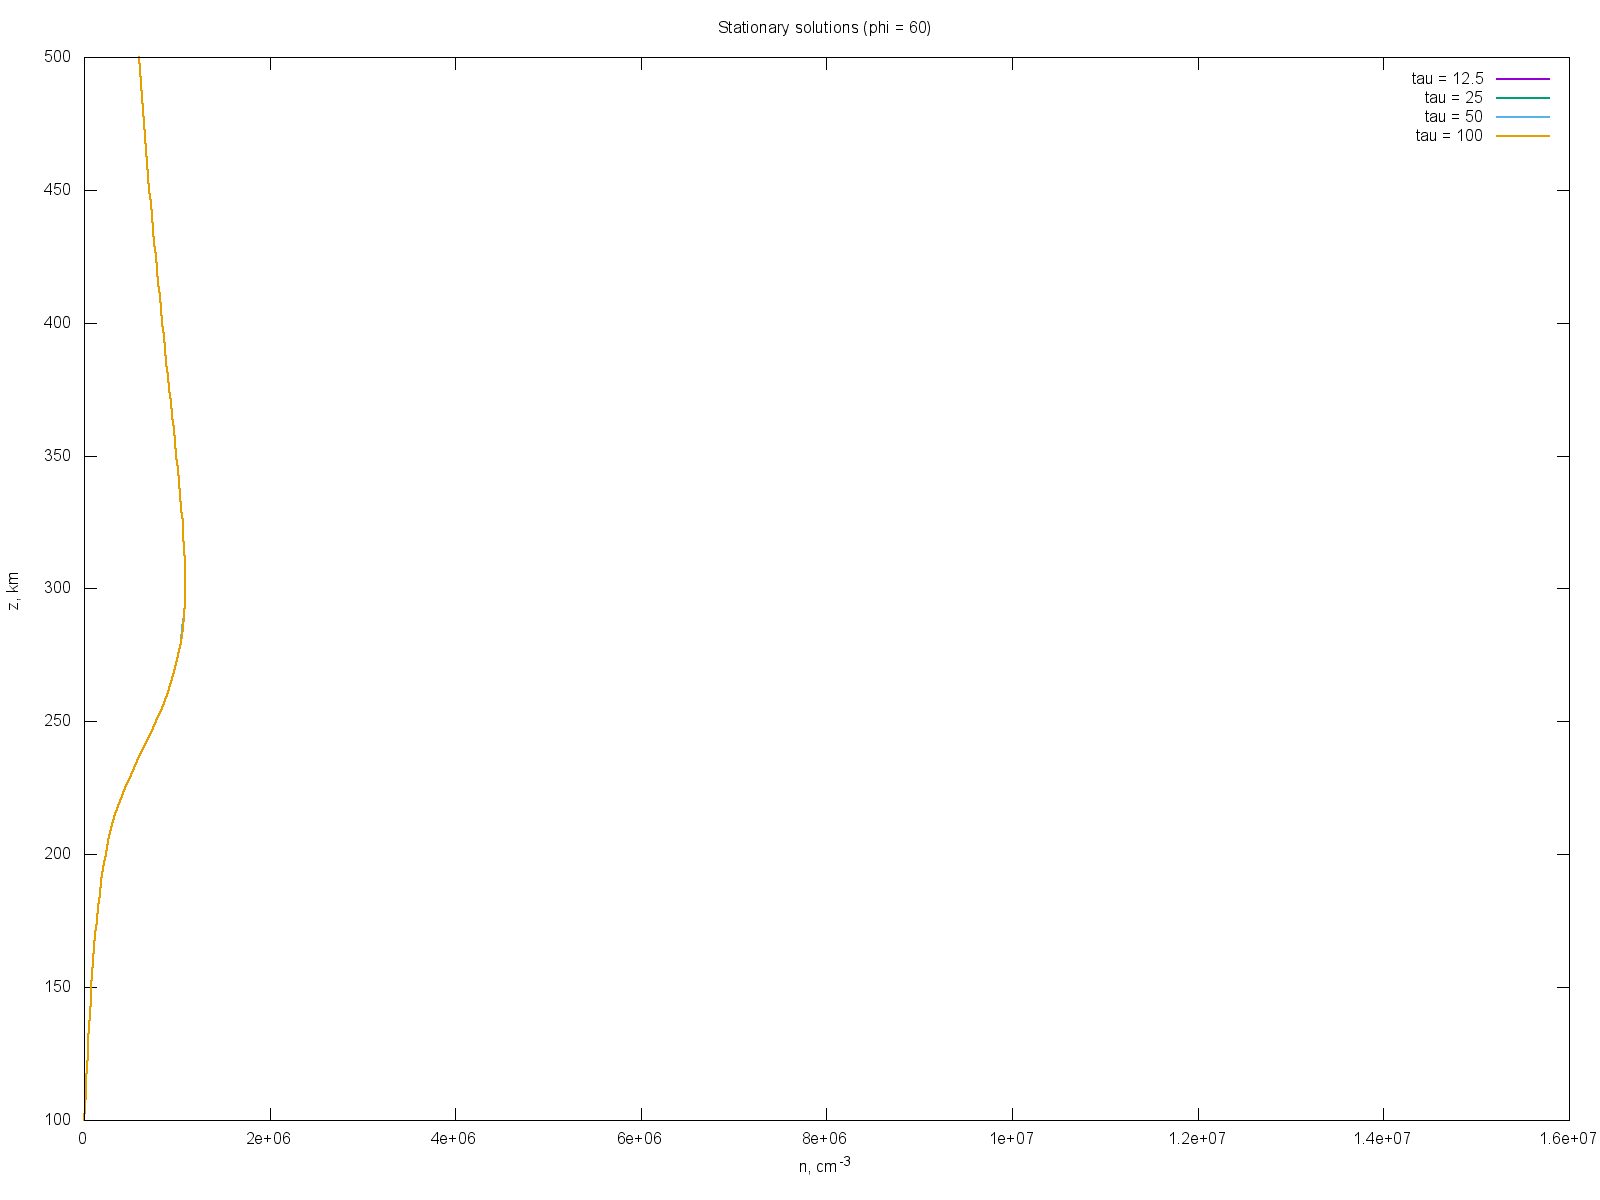 Stationary solutions (phi = 60)
tau = 12.5
tau = 25
tau = 50
tau = 100
500
450
400
350
300
250
200
150
100
z, km
0 2e+06 4e+06 6e+06 8e+06 1e+07 1.2e+07 1.4e+07 1.6e+07
n, cm-3